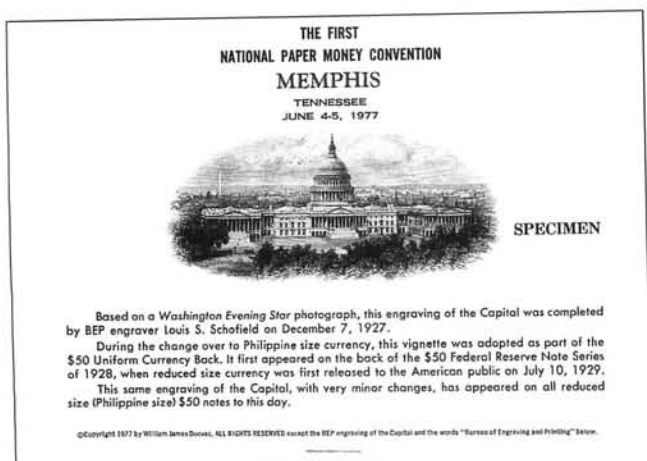 THE FIRST
NATIONAL PAPER MONEY CONVENTION
MEMPHIS
TENNESSEE
JUNE 4-5, 1977
SPECIMEN
Based on a Washington Evening Star photograph, this engraving of the Capital was completed
by BEP engraver Louis S. Schofield on December 7, 1927.
During the change over to Philippine size currency, this vignette was adopted as part of the
$50 Uniform Currency Back. It first appeared on the back of the $50 Federal Reserve Note Series
of 1928, when reduced size currency was first released to the American public on July 10, 1929.
This same engraving of the Capital, with very minor changes, has appeared on all reduced
size (Philippine size) $50 notes to this day.
©Copyright 1977 by William James ALL RIGHTS RESERVED except the BEP engraving of the Capital and the words "Bureau of Engraving and Printing" below.